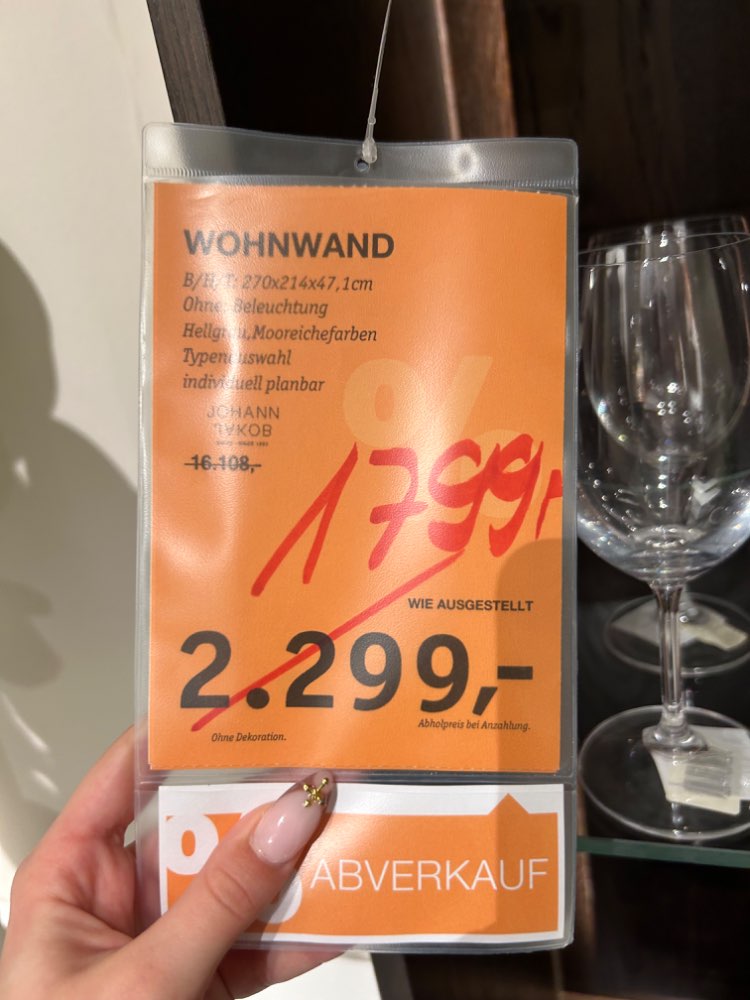 WOHNWAND
B/H/T: 270x214x47,1cm
Ohne Beleuchtung
Hellgrau,Mooreichefarben
Typenauswahl
individuell planbar
JOHANN
JAKOB
16.108,-
%
1799,-
WIE AUSGESTELLT
2.299,-
Abholpreis bei Anzahlung.
Ohne Dekoration.
% ABVERKAUF